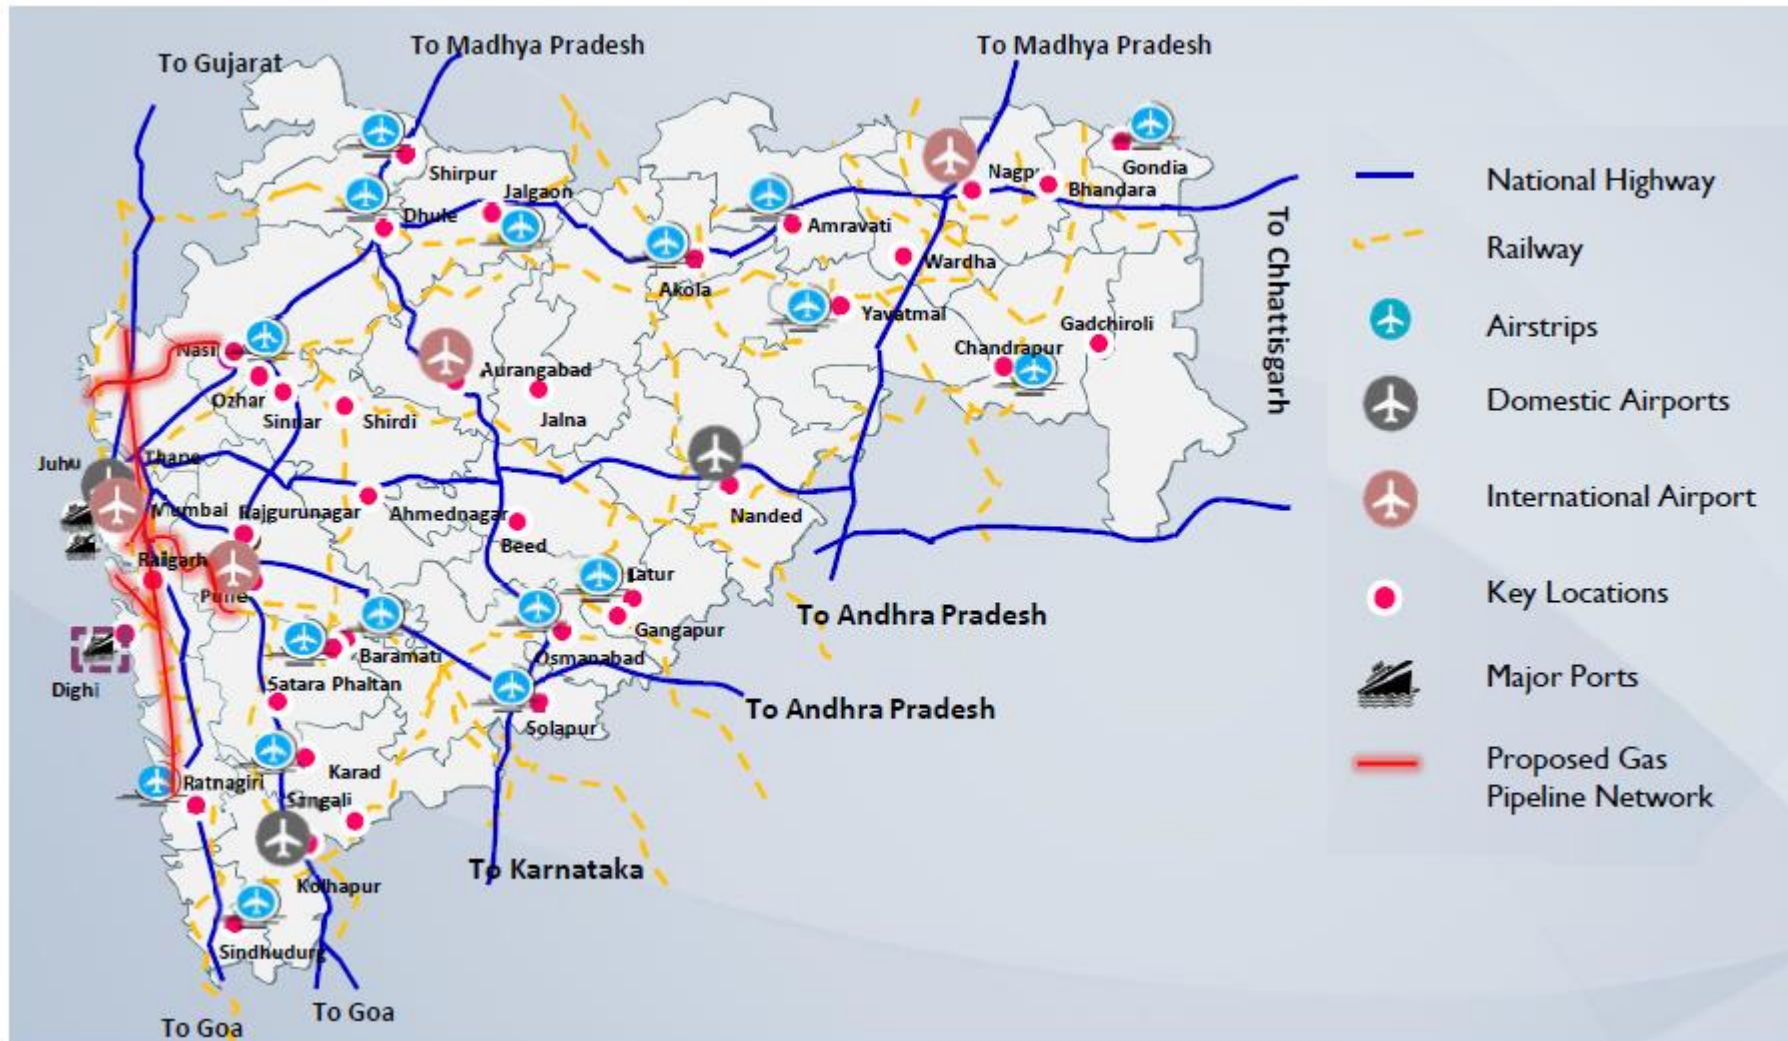 To Gujarat
To Madhya Pradesh
To Madhya Pradesh
Shirpur
Jalgaon
Dhule
Amravati
Akola
Bhandara
Gondia
Wardha
Yavatmal
Gadchiroli
Chandrapur
To Chhattisgarh
Ozhar
Sinnar
Shirdi
Aurangabad
Jalna
Thane
Mumbai
Rajgurunagar
Ahmednagar
Beed
Nanded
Raigarh
Pune
Latur
Gangapur
Osmanabad
Baramati
Satara Phaltan
Dighi
Solapur
Karad
Ratnagiri
Sangali
Kolhapur
Sindhudurg
To Andhra Pradesh
To Andhra Pradesh
To Karnataka
To Goa
To Goa
National Highway
Railway
Airstrips
Domestic Airports
International Airport
Key Locations
Major Ports
Proposed Gas
Pipeline Network